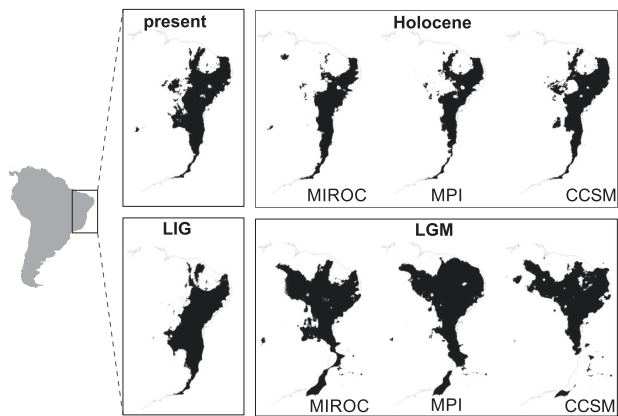 present
Holocene
MIROC
MPI
CCSM
LIG
LGM
MIROC
MPI
CCSM